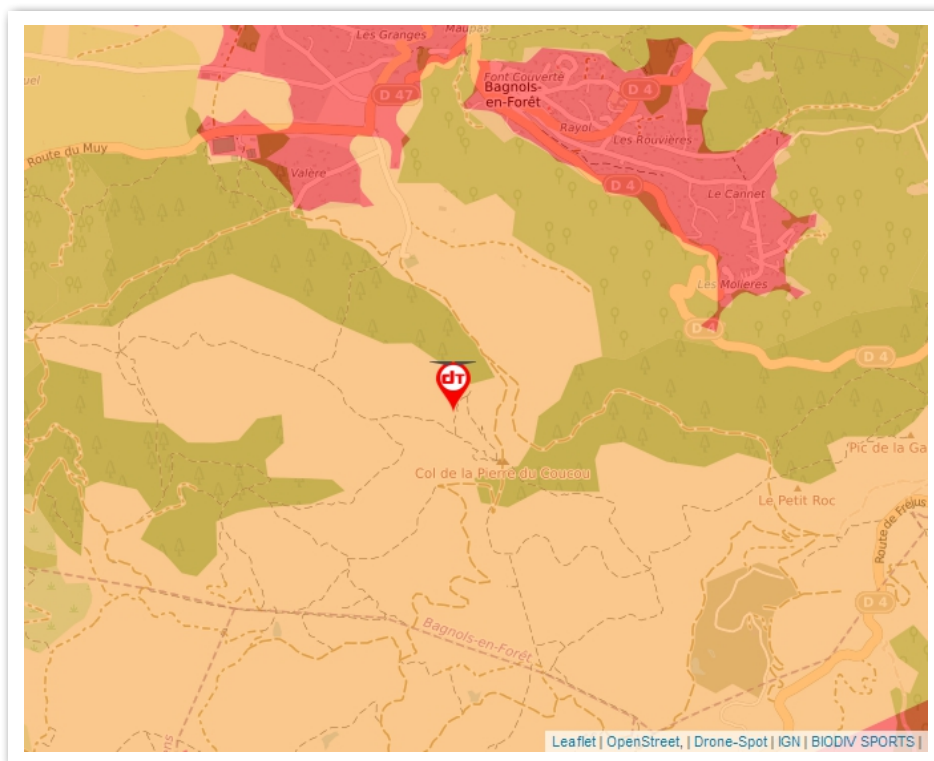 Les Granges
Maupas
uel
D 47
Font Couverte
Bagnols-
en-Forêt
D 4
Rayol
Les Rouvières
Route du Muy
Valère
D 4
Le Cannet
Les Molières
D 4
D 4
dT
Pic de la Ga
Col de la Pierre du Coucou
Le Petit Roc
Route de Fréjus
D 4
Bagnols-en-Forêt
ons
Leaflet | OpenStreet, | Drone-Spot | IGN | BIODIV SPORTS |